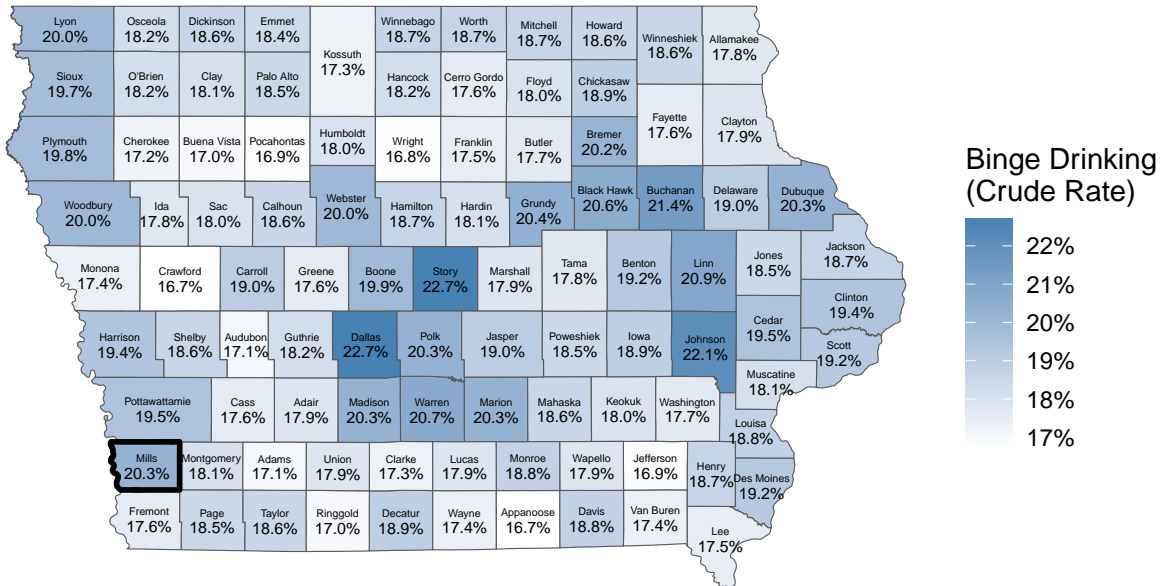 Lyon
20.0%
Osceola
18.2%
Dickinson
18.6%
Emmet
18.4%
Kossuth
17.3%
Winnebago
18.7%
Worth
18.7%
Mitchell
18.7%
Howard
18.6%
Winneshiek
18.6%
Allamakee
17.8%
Sioux
19.7%
O'Brien
18.2%
Clay
18.1%
Palo Alto
18.5%
Hancock
18.2%
Cerro Gordo
17.6%
Floyd
18.0%
Chickasaw
18.9%
Fayette
17.6%
Clayton
17.9%
Plymouth
19.8%
Cherokee
17.2%
Buena Vista
17.0%
Pocahontas
16.9%
Humboldt
18.0%
Wright
16.8%
Franklin
17.5%
Butler
17.7%
Bremer
20.2%
Woodbury
20.0%
Ida
17.8%
Sac
18.0%
Calhoun
18.6%
Webster
20.0%
Hamilton
18.7%
Hardin
18.1%
Grundy
20.4%
Black Hawk
20.6%
Buchanan
21.4%
Delaware
19.0%
Dubuque
20.3%
Monona
17.4%
Crawford
16.7%
Carroll
19.0%
Greene
17.6%
Boone
19.9%
Story
22.7%
Marshall
17.9%
Tama
17.8%
Benton
19.2%
Linn
20.9%
Jones
18.5%
Jackson
18.7%
Clinton
19.4%
Harrison
19.4%
Shelby
18.6%
Audubon
17.1%
Guthrie
18.2%
Dallas
22.7%
Polk
20.3%
Jasper
19.0%
Poweshiek
18.5%
Iowa
18.9%
Johnson
22.1%
Cedar
19.5%
Scott
19.2%
Muscatine
18.1%
Pottawattamie
19.5%
Cass
17.6%
Adair
17.9%
Madison
20.3%
Warren
20.7%
Marion
20.3%
Mahaska
18.6%
Keokuk
18.0%
Washington
17.7%
Louisa
18.8%
Mills
20.3%
Montgomery
18.1%
Adams
17.1%
Union
17.9%
Clarke
17.3%
Lucas
17.9%
Monroe
18.8%
Wapello
17.9%
Jefferson
16.9%
Henry
18.7%
Des Moines
19.2%
Fremont
17.6%
Page
18.5%
Taylor
18.6%
Ringgold
17.0%
Decatur
18.9%
Wayne
17.4%
Appanoose
16.7%
Davis
18.8%
Van Buren
17.4%
Lee
17.5%
Binge Drinking
(Crude Rate)
22%
21%
20%
19%
18%
17%